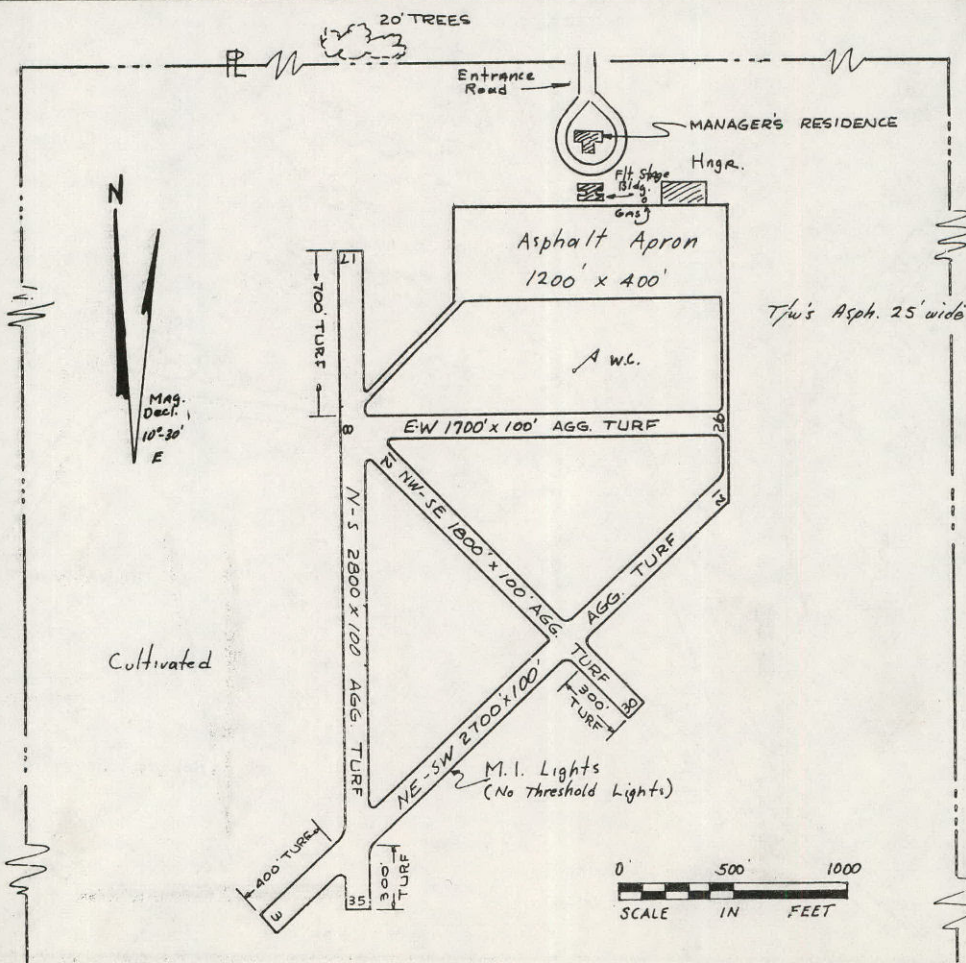 20' TREES
PL
Entrance
Road
MANAGER'S RESIDENCE
Flt. Stage
Bldg.
Hngr.
GAS
N
Asphalt Apron
1200' x 400'
17
700' TURF
T/w's Asph. 25' wide
W.C.
Mag.
Decl.
10°-30'
E
8
E-W 1700' x 100' AGG. TURF
26
12
NW-SE 1800' x 100' AGG. TURF
N-S 2800 x 100 AGG. TURF
21
NE-SW 2700' x 100' AGG. TURF
Cultivated
300'
TURF
30
M.I. Lights
(No Threshold Lights)
400' TURF
300'
TURF
3
35
0 500' 1000
SCALE IN FEET